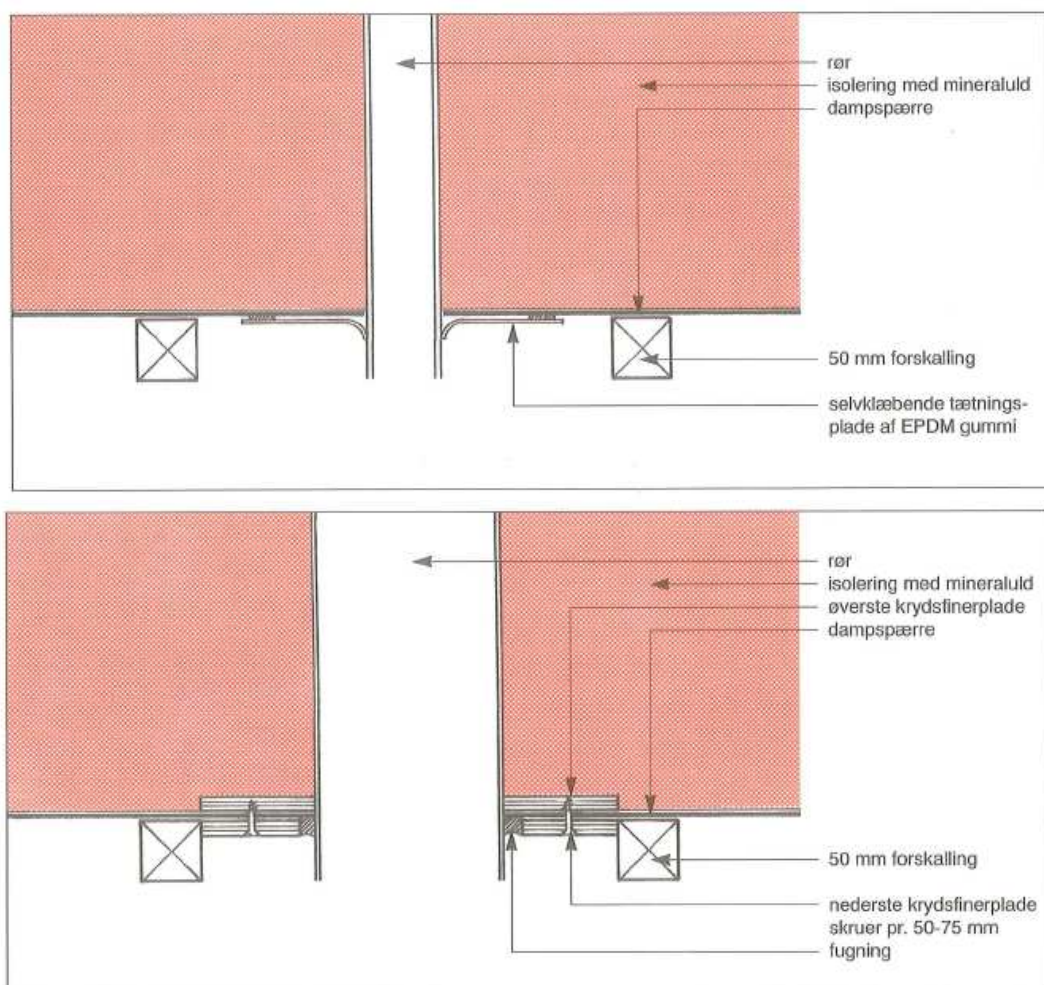 rør
isolering med mineraluld
dampspærre
50 mm forskalling
selvklæbende tætnings-
plade af EPDM gummi
rør
isolering med mineraluld
øverste krydsfinerplade
dampspærre
50 mm forskalling
nederste krydsfinerplade
skruer pr. 50-75 mm
fugning